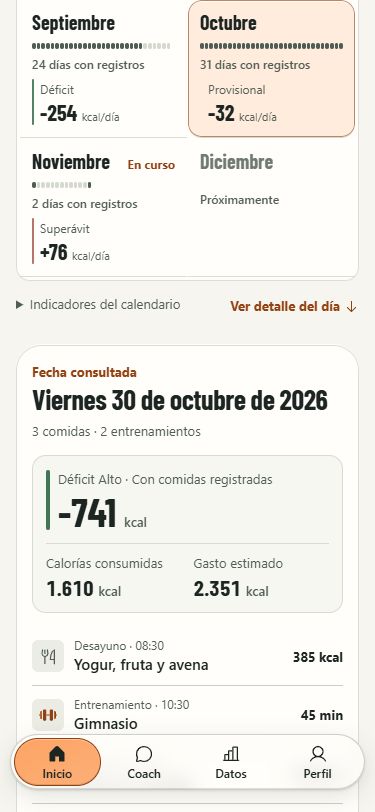 Septiembre
24 días con registros
Déficit
-254 kcal/día
Octubre
31 días con registros
Provisional
-32 kcal/día
Noviembre En curso
2 días con registros
Superávit
+76 kcal/día
Diciembre
Próximamente
Indicadores del calendario
Ver detalle del día ↓
Fecha consultada
Viernes 30 de octubre de 2026
3 comidas · 2 entrenamientos
Déficit Alto · Con comidas registradas
-741 kcal
Calorías consumidas
1.610 kcal
Gasto estimado
2.351 kcal
Desayuno · 08:30
Yogur, fruta y avena
385 kcal
Entrenamiento · 10:30
Gimnasio
45 min
Inicio
Coach
Datos
Perfil